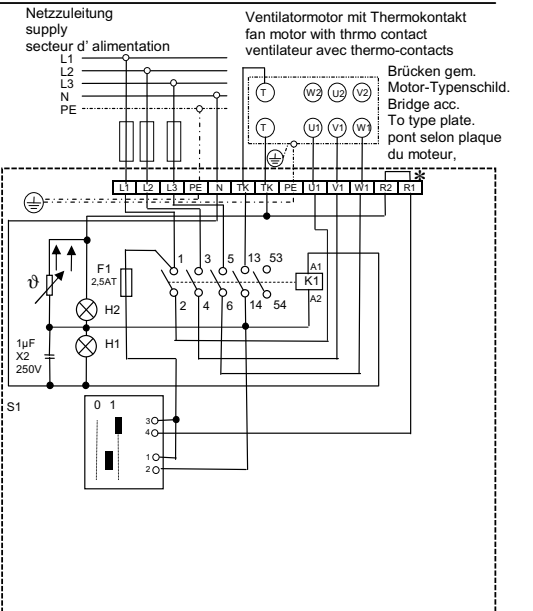 Netzzuleitung
supply
secteur d' alimentation
L1
L2
L3
N
PE
Ventilatormotor mit Thermokontakt
fan motor with thrmo contact
ventilateur avec thermo-contacts
Brücken gem.
Motor-Typenschild.
Bridge acc.
To type plate.
pont selon plaque
du moteur,
T W2 U2 V2
T U1 V1 W1
*
L1 L2 L3 PE N TK TK PE U1 V1 W1 R2 R1
ϑ
F1
2,5AT
1 3 5 13 53
2 4 6 14 54
A1
K1
A2
H2
H1
1µF
X2
250V
S1
0 1
3
4
1
2